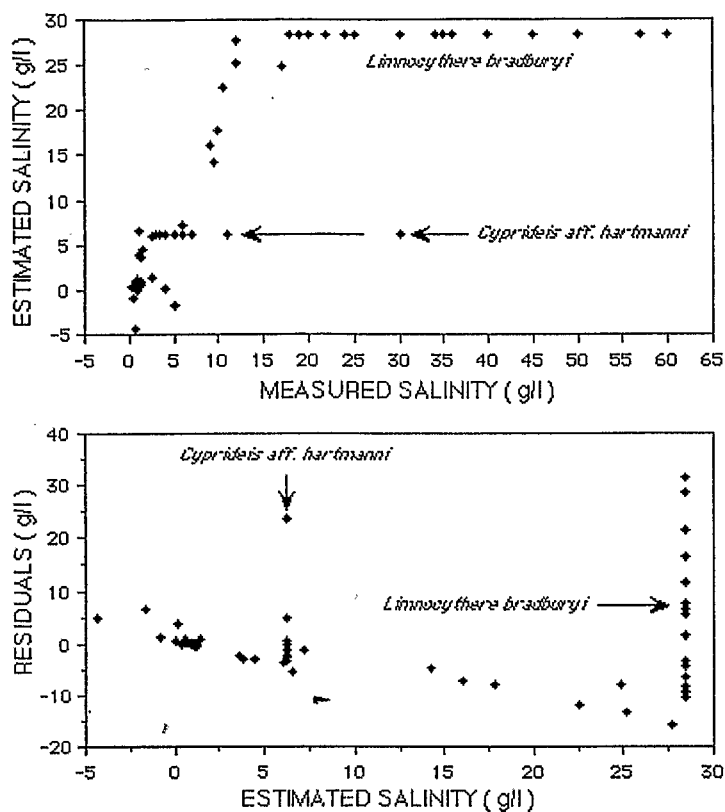 30
25
20
15
10
5
0
-5
ESTIMATED SALINITY (g/l)
Limnocythere bradburyi
Cyprideis aff. hartmanni
-5 0 5 10 15 20 25 30 35 40 45 50 55 60 65
MEASURED SALINITY (g/l)
40
30
20
10
0
-10
-20
RESIDUALS (g/l)
Cyprideis aff. hartmanni
Limnocythere bradburyi
-5 0 5 10 15 20 25 30
ESTIMATED SALINITY (g/l)